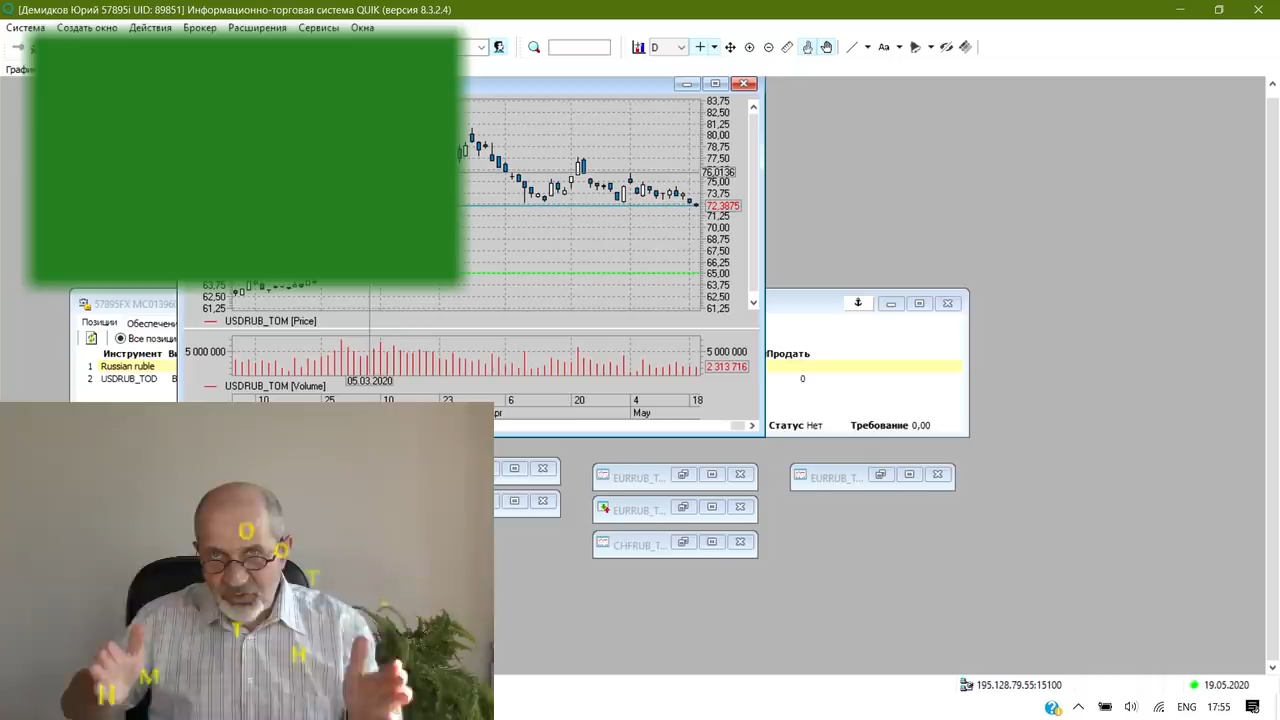 [Демидков Юрий 57895i UID: 89851] Информационно-торговая система QUIK (версия 8.3.2.4)
Система Создать окно Действия Брокер Расширения Сервисы Окна
D Aa
83,75
82,50
81,25
80,00
78,75
77,50
76,0136
75,00
73,75
72,3875
71,25
70,00
68,75
67,50
66,25
65,00
63,75 63,75
62,50 62,50
61,25 61,25
USDRUB_TOM [Price]
5 000 000 5 000 000
2 313 716
05.03.2020
USDRUB_TOM [Volume]
10 25 10 23 6 20 4 18
May
57895FX
Позиции
Все позици
Инструмент
1 Russian ruble
2 USDRUB_TOD
Продать
0
Статус Нет Требование 0,00
EURRUB_T... EURRUB_T...
EURRUB_T...
CHFRUB_T...
О
О
Т
Н
М
П
195.128.79.55:15100 19.05.2020
ENG 17:55